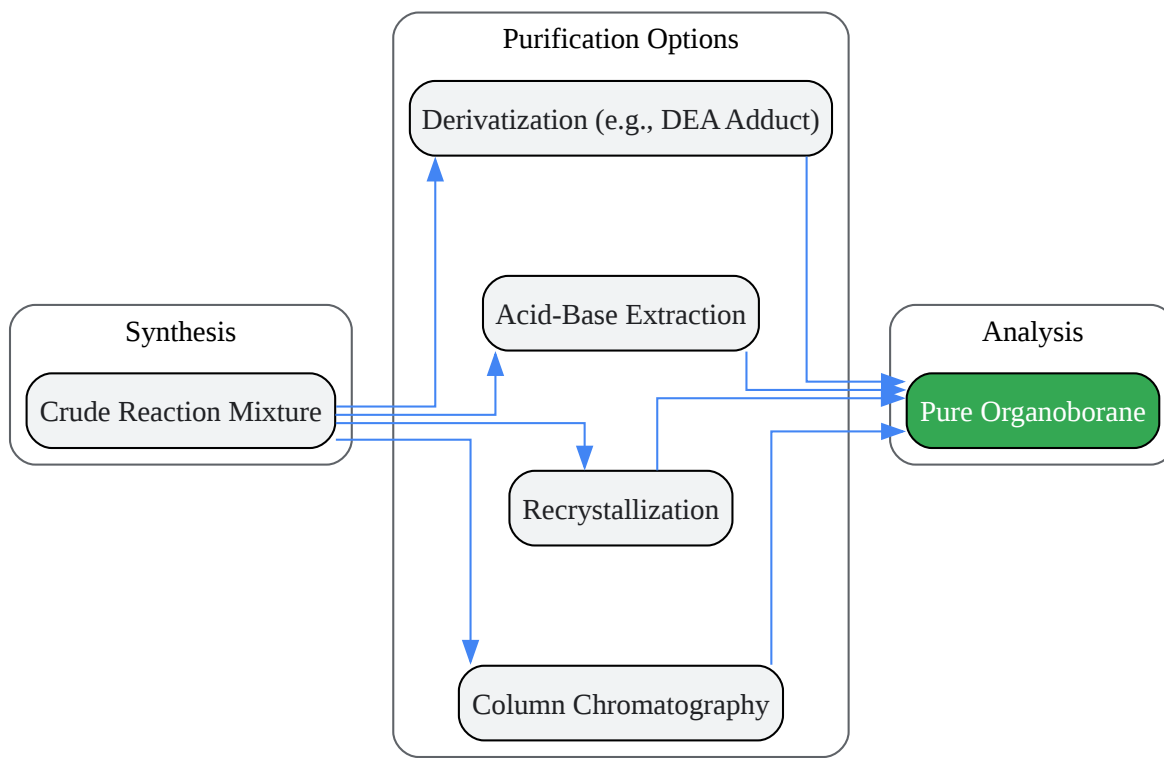 Purification Options
Derivatization (e.g., DEA Adduct)
Acid-Base Extraction
Synthesis
Analysis
Crude Reaction Mixture
Pure Organoborane
Recrystallization
Column Chromatography